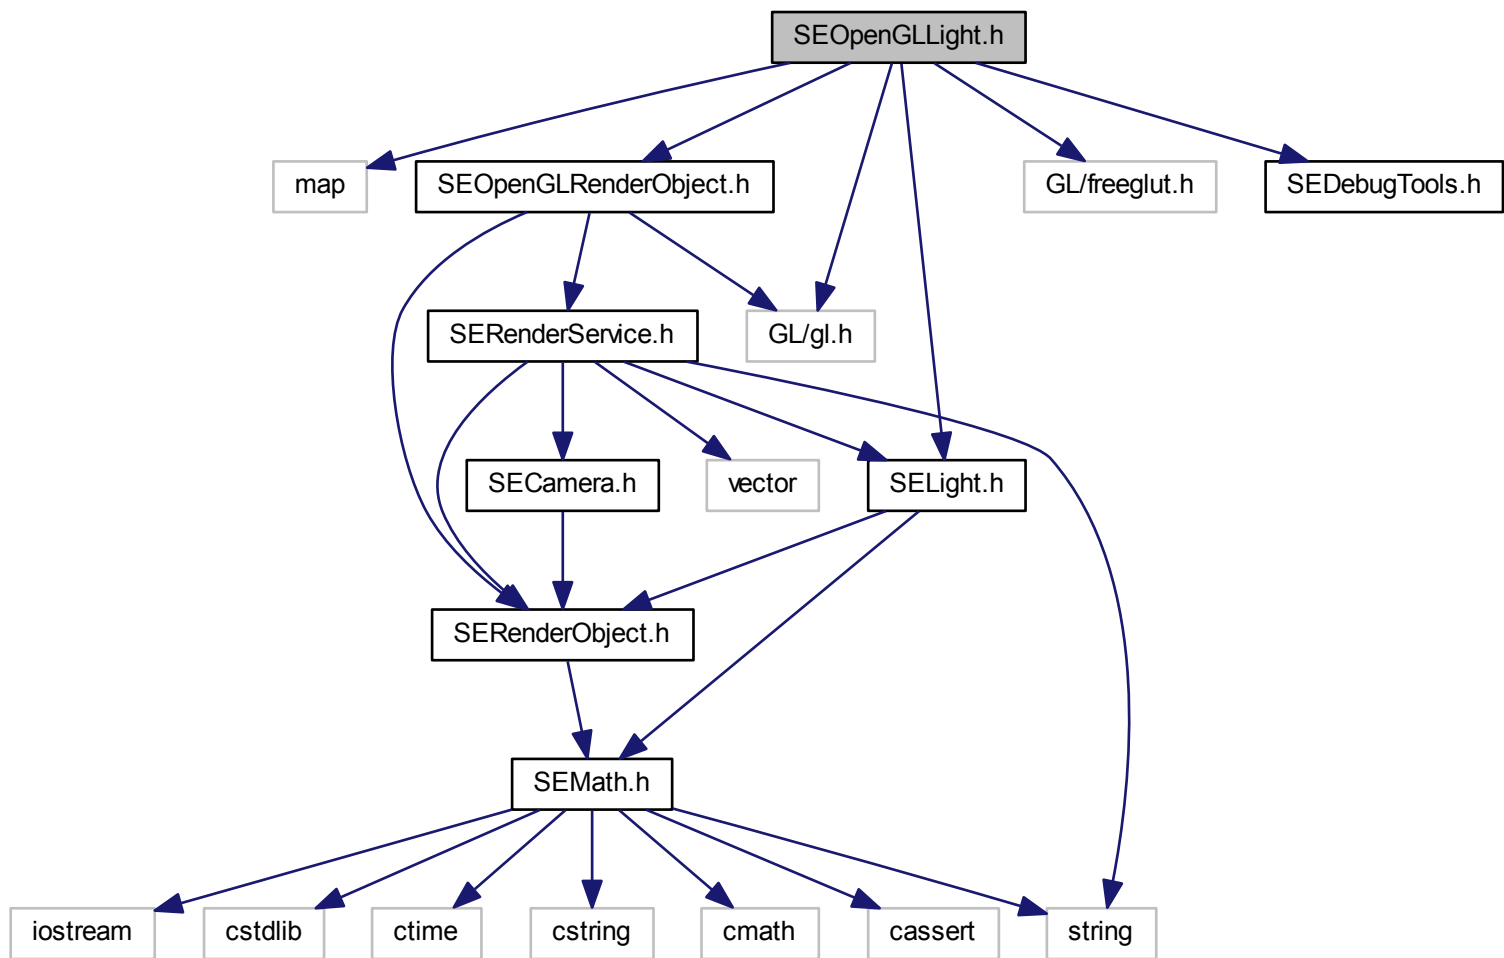 SEOpenGLLight.h
map
SEOpenGLRenderObject.h
GL/freeglut.h
SEDebugTools.h
SERenderService.h
GL/gl.h
SECamera.h
vector
SELight.h
SERenderObject.h
SEMath.h
iostream
cstdlib
ctime
cstring
cmath
cassert
string